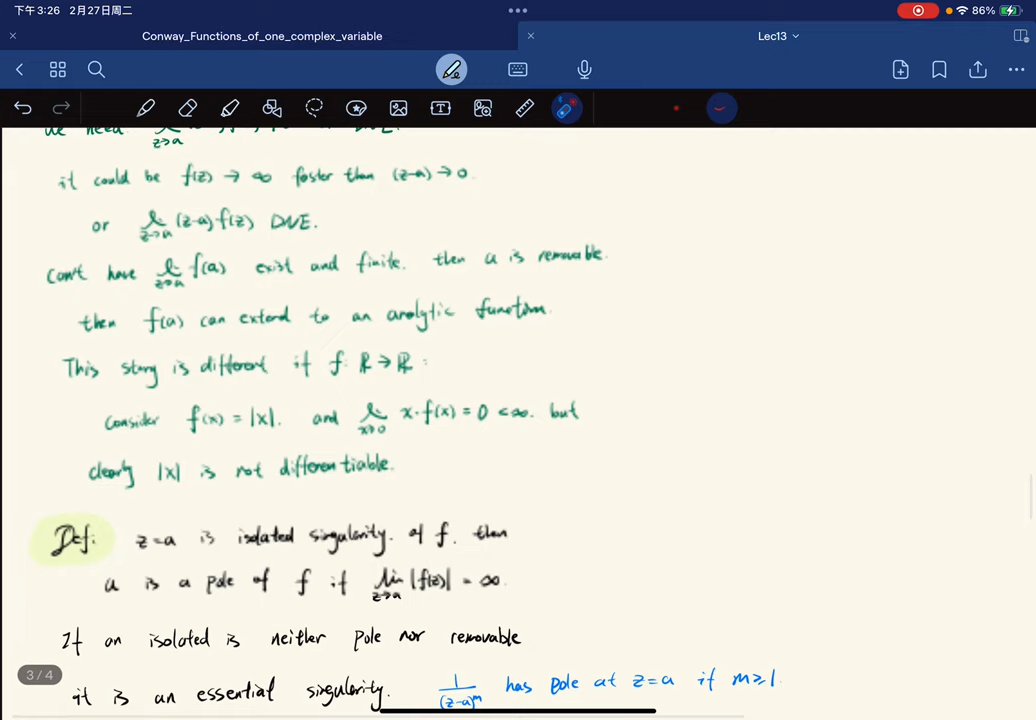 下午3:26 2月27日周二
86%
Conway_Functions_of_one_complex_variable
Lec13
we need lim z→a DNE.
it could be f(z) → ∞ faster than (z-a) → 0.
or lim z→a (z-a) f(z) DNE.
Can't have lim z→a f(a) exist and finite. then a is removable.
then f(a) can extend to an analytic function.
This story is different if f: ℝ → ℝ:
consider f(x) = |x|. and lim x→0 x·f(x) = 0 < ∞. but
clearly |x| is not differentiable.
Def: z=a is isolated singularity. of f. then
a is a pole of f if lim z→a |f(z)| = ∞.
If an isolated is neither pole nor removable
it is an essential singularity. 1/(z-a)^m has pole at z=a if m≥1.
3 / 4